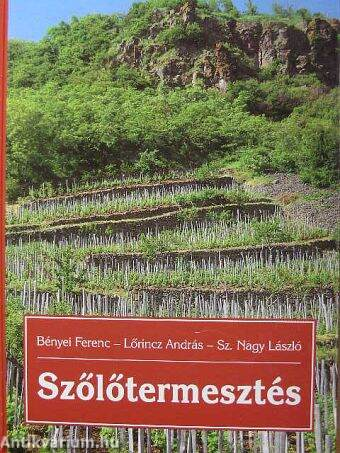 Bényei Ferenc – Lőrincz András – Sz. Nagy László
Szőlőtermesztés
Antikvarium.hu